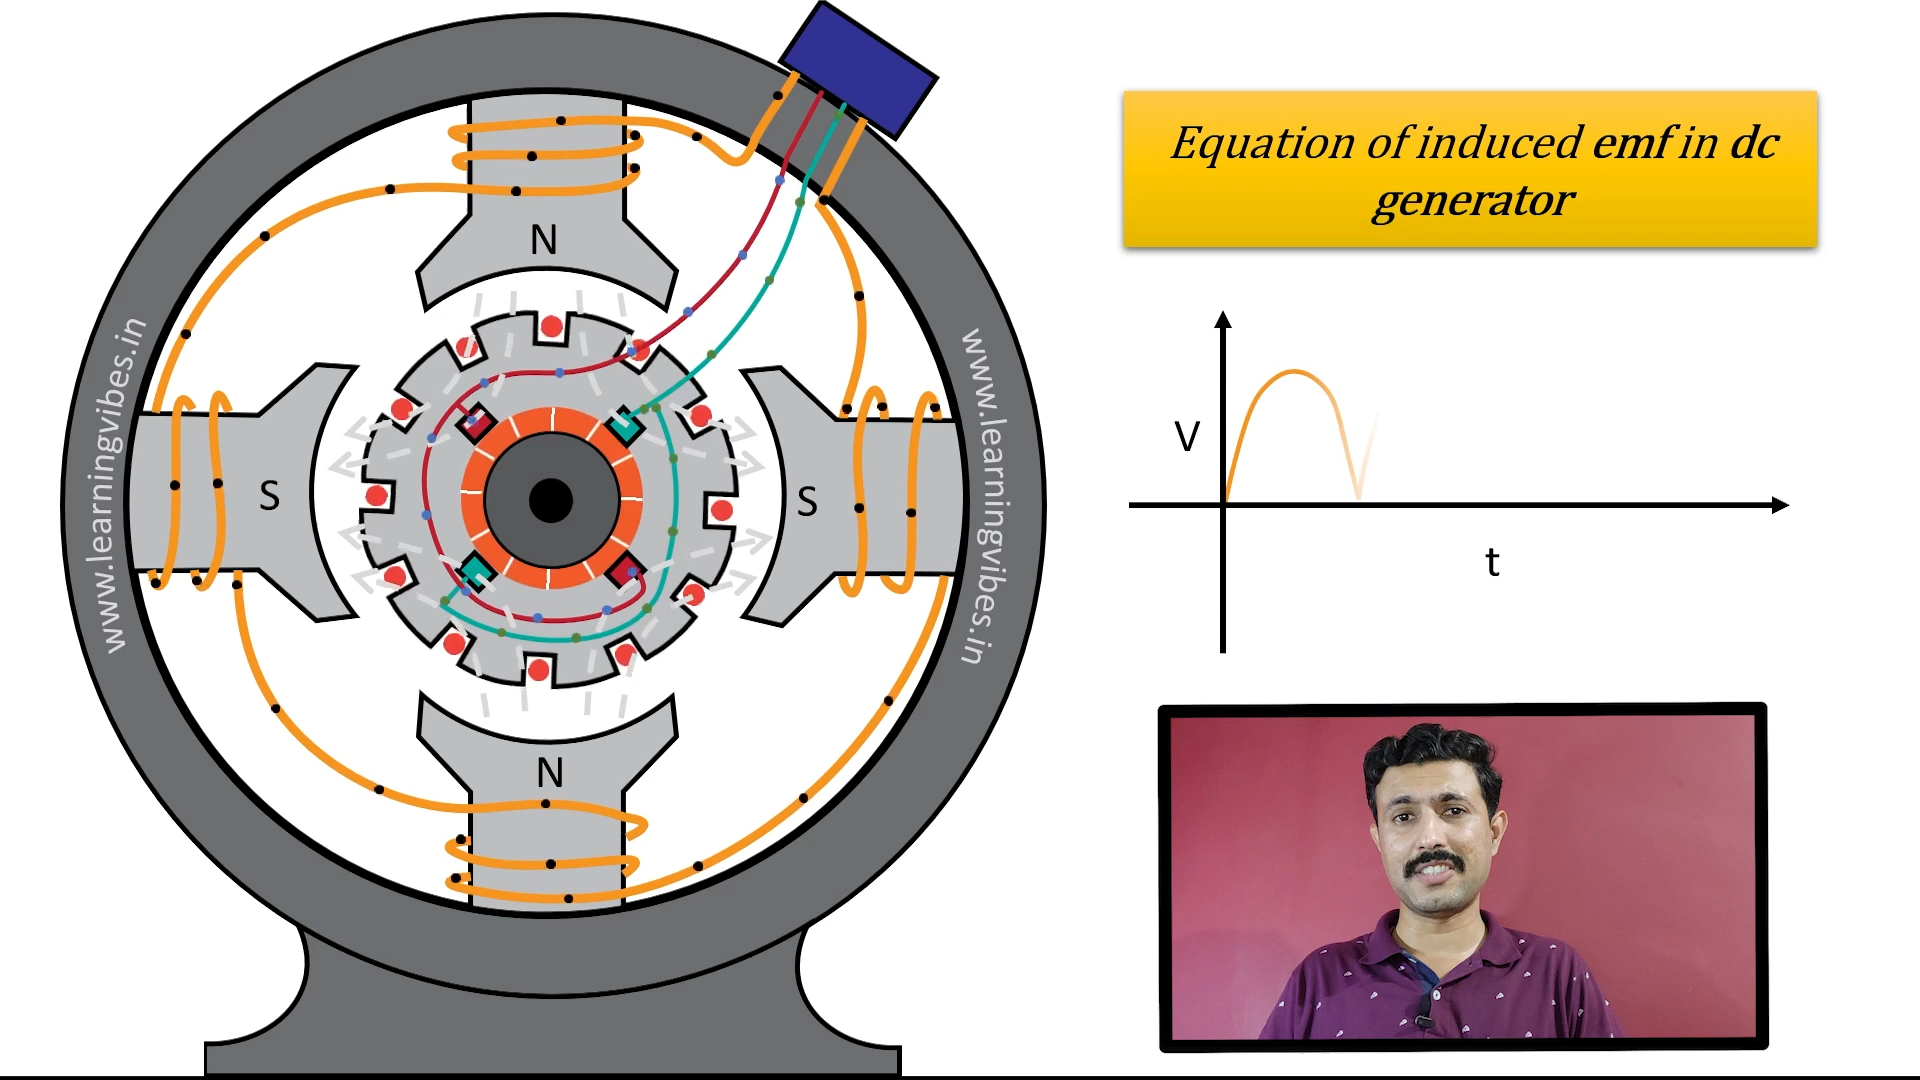 Equation of induced emf in dc
generator
N
S
S
N
V
t
www.learningvibes.in
www.learningvibes.in